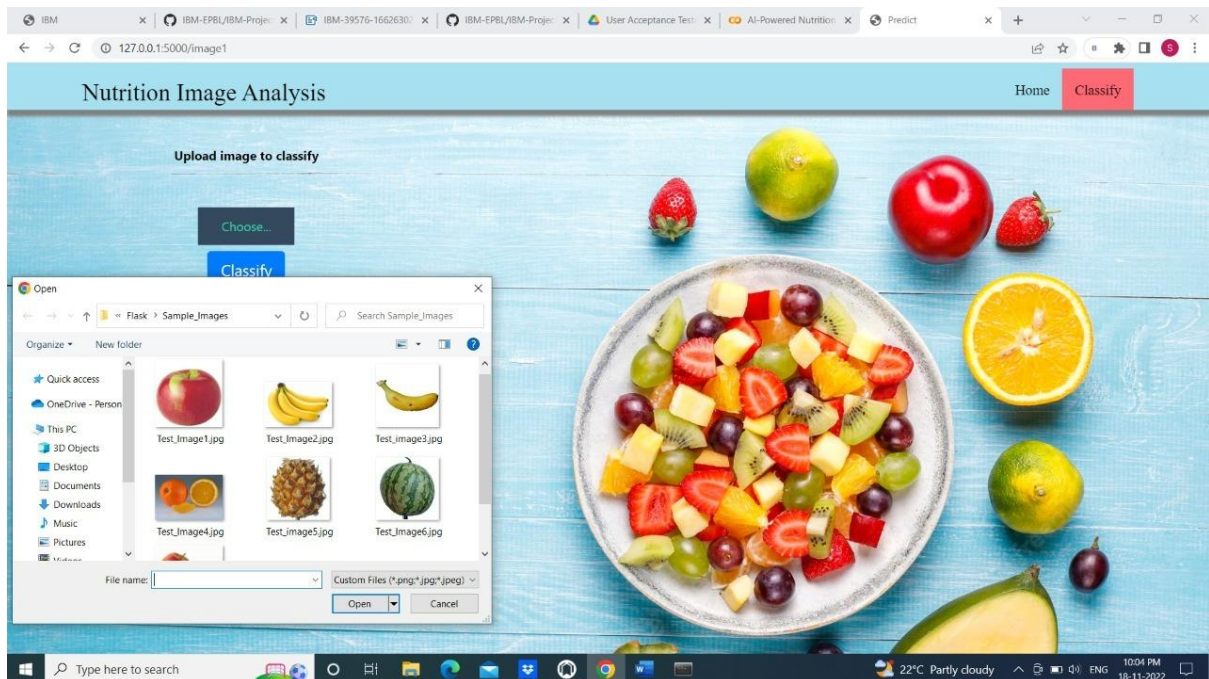 IBM
IBM-EPBL/IBM-Projec
IBM-39576-16626302
IBM-EPBL/IBM-Projec
User Acceptance Test
AI-Powered Nutrition
Predict
127.0.0.1:5000/image1
S
Nutrition Image Analysis
Home
Classify
Upload image to classify
Choose...
Classify
Open
« Flask > Sample_Images
Search Sample_Images
Organize
New folder
Quick access
OneDrive - Person
This PC
3D Objects
Desktop
Documents
Downloads
Music
Pictures
Videos
Test_Image1.jpg
Test_Image2.jpg
Test_image3.jpg
Test_Image4.jpg
Test_image5.jpg
Test_Image6.jpg
File name:
Custom Files (*.png;*.jpg;*.jpeg)
Open
Cancel
Type here to search
22°C Partly cloudy
ENG
10:04 PM
18-11-2022